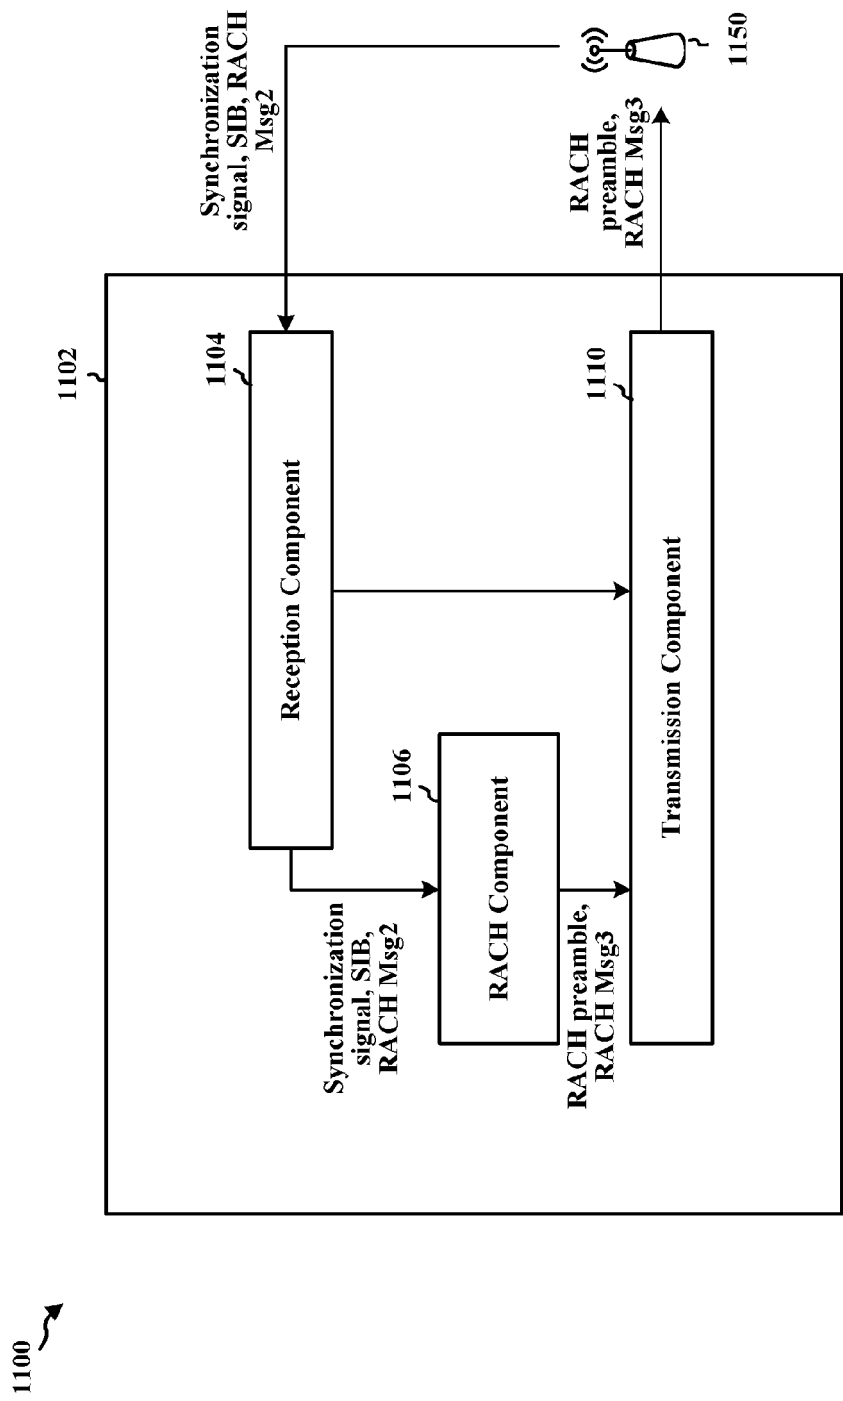 1100
1102
Synchronization
signal, SIB, RACH
Msg2
1104
Reception Component
Synchronization
signal, SIB,
RACH Msg2
1106
RACH Component
RACH preamble,
RACH Msg3
1110
Transmission Component
RACH
preamble,
RACH Msg3
1150